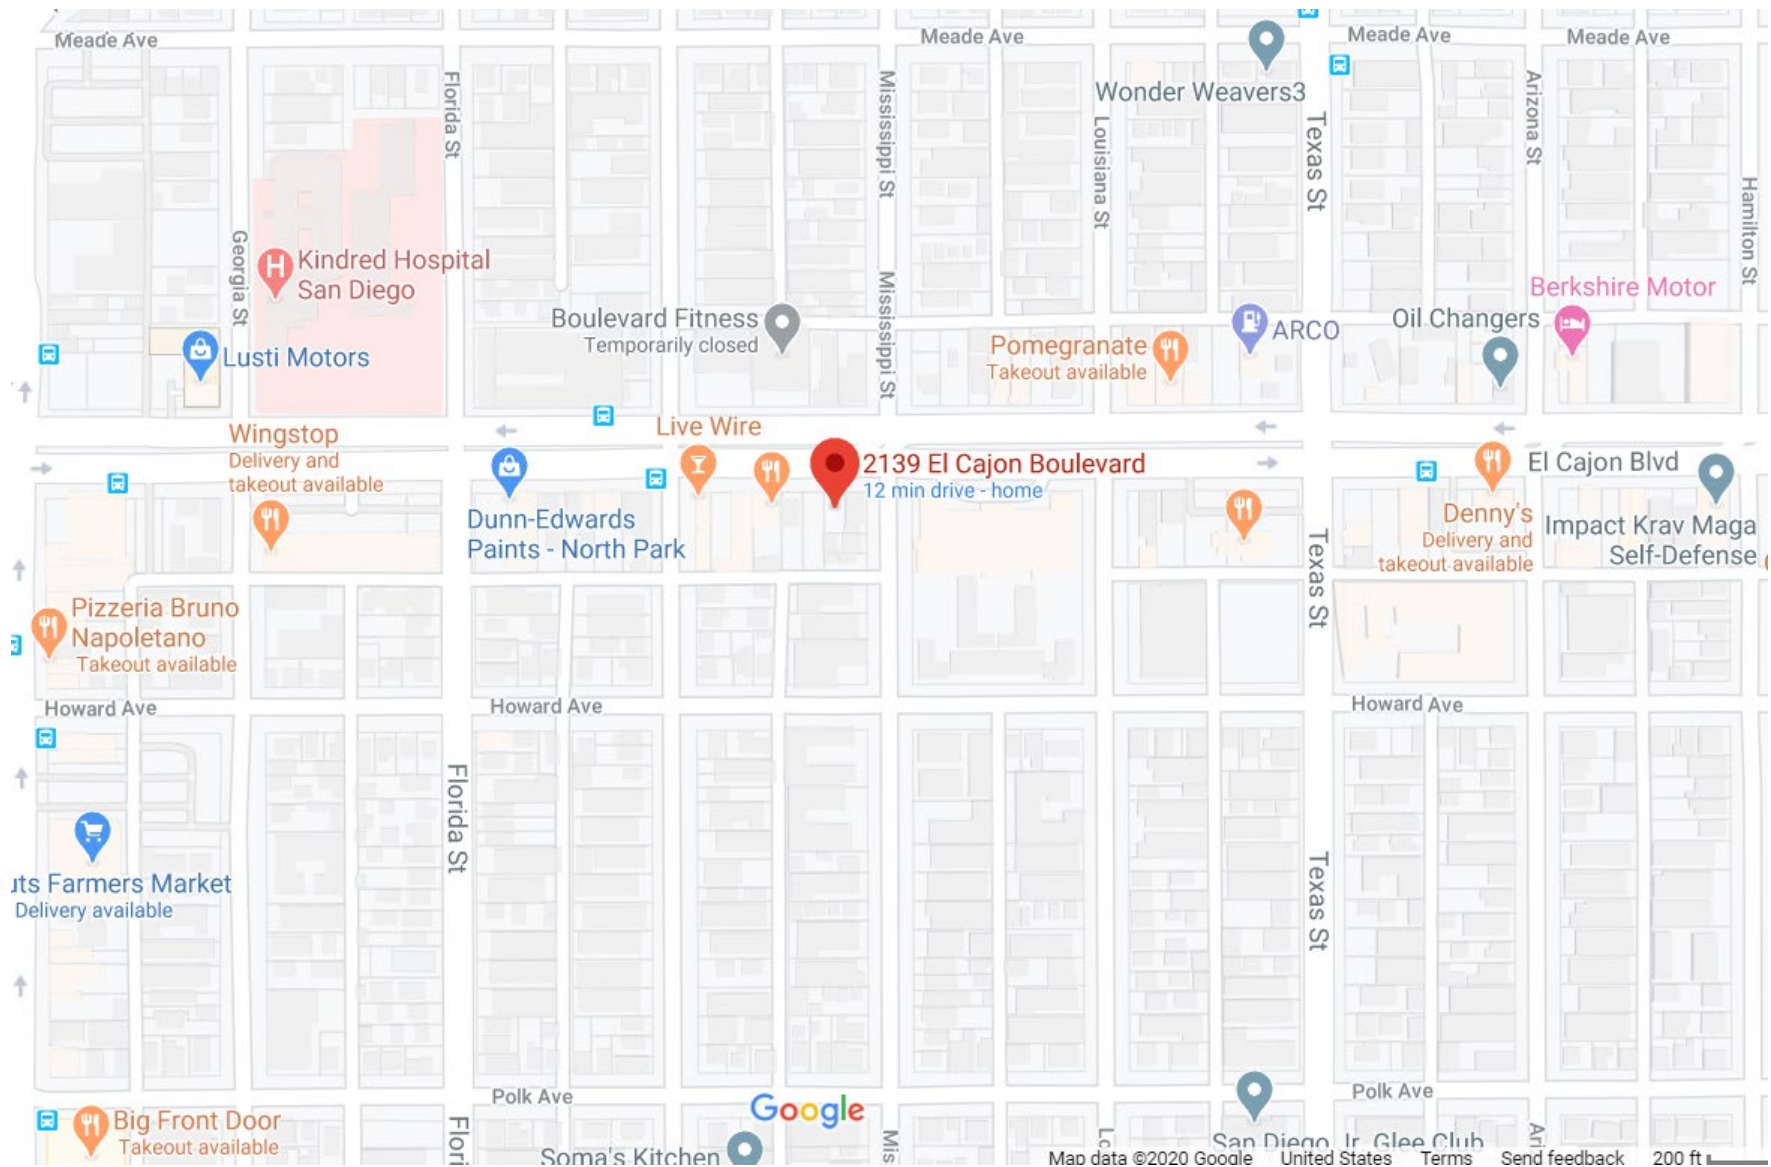 Meade Ave
Meade Ave
Meade Ave
Meade Ave
Wonder Weavers3
Florida St
Mississippi St
Louisiana St
Texas St
Arizona St
Hamilton St
Georgia St
Kindred Hospital
San Diego
Mississippi St
Berkshire Motor
Boulevard Fitness
Temporarily closed
Pomegranate
Takeout available
ARCO
Oil Changers
Lusti Motors
Wingstop
Delivery and
takeout available
Live Wire
2139 El Cajon Boulevard
12 min drive - home
El Cajon Blvd
Dunn-Edwards
Paints - North Park
Denny's
Delivery and
takeout available
Impact Krav Maga
Self-Defense
Texas St
Pizzeria Bruno
Napoletano
Takeout available
Howard Ave
Howard Ave
Howard Ave
Florida St
Texas St
uts Farmers Market
Delivery available
Polk Ave
Polk Ave
Google
Big Front Door
Takeout available
Flori
Soma's Kitchen
Mis
San Diego Jr. Glee Club
Ari
Map data ©2020 Google United States Terms Send feedback 200 ft